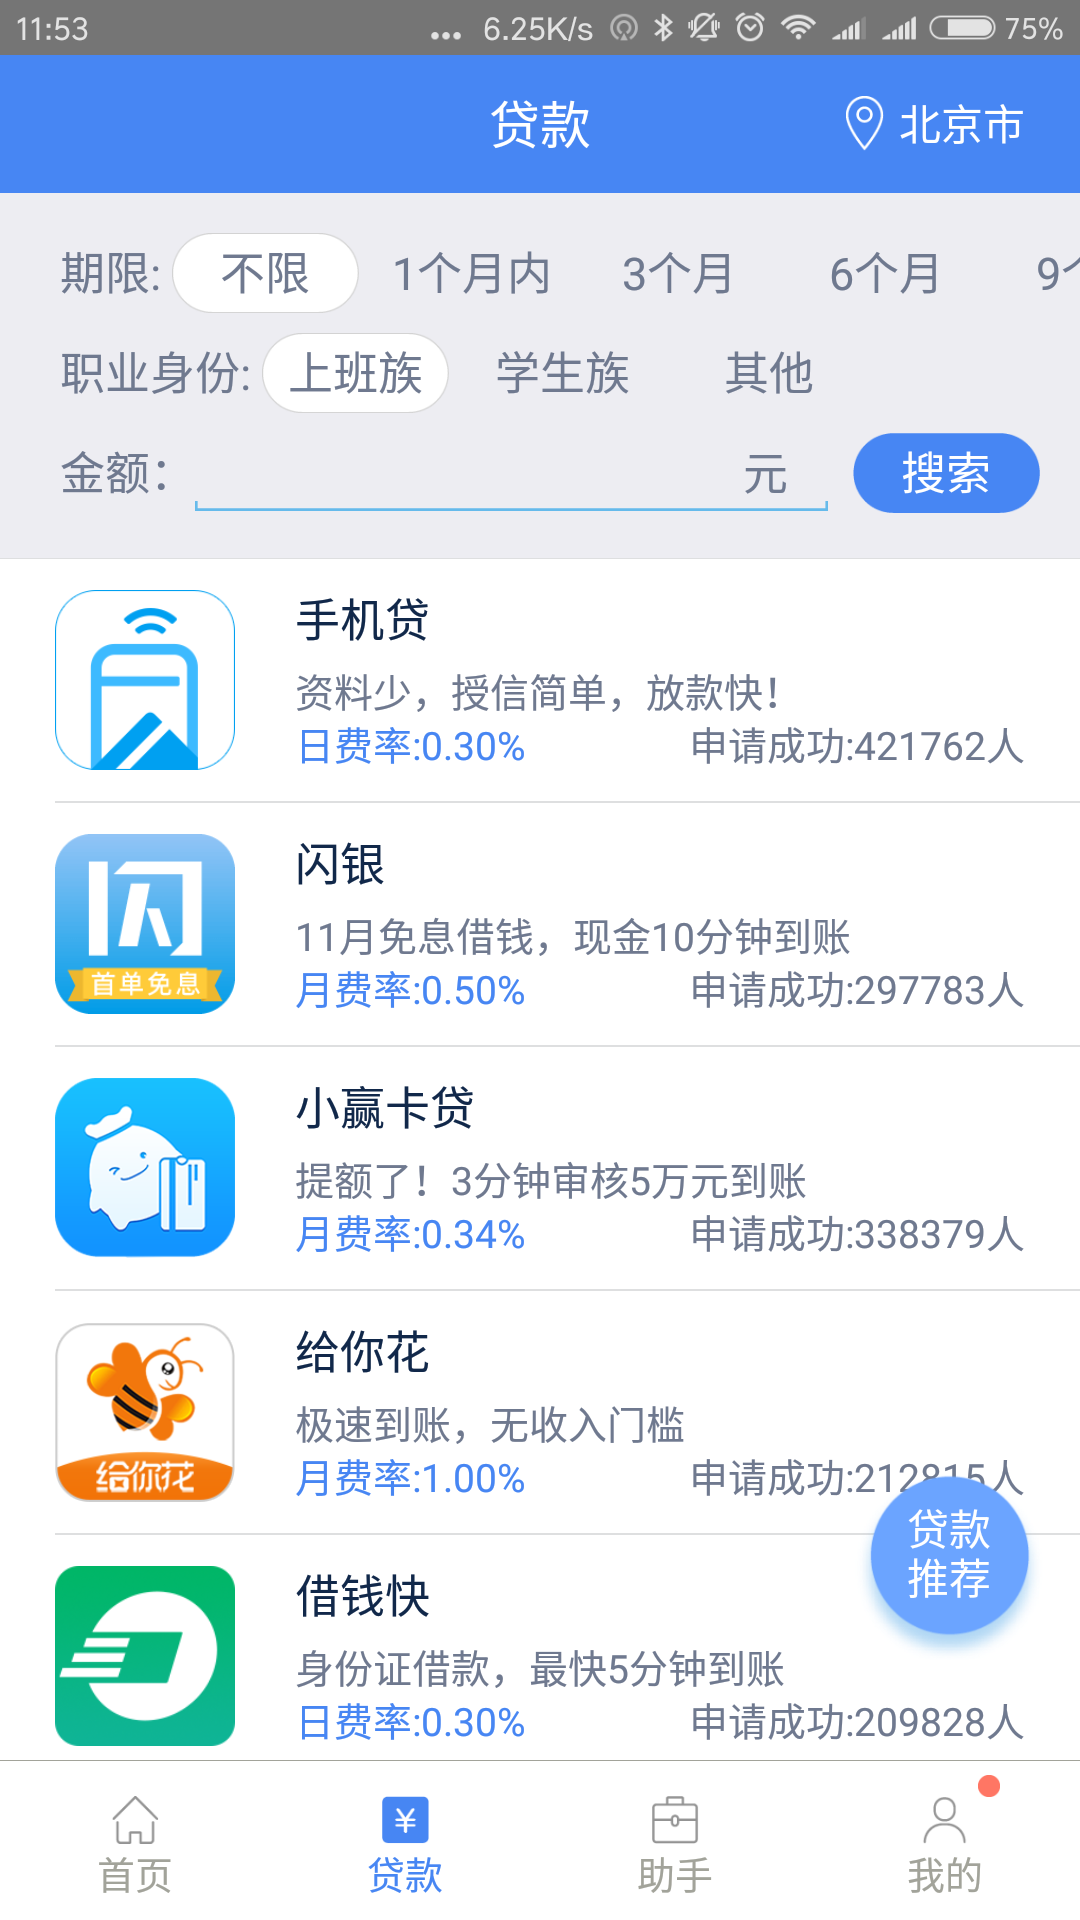 11:53 ... 6.25K/s 75%
贷款 北京市
期限: 不限 1个月内 3个月 6个月 9个
职业身份: 上班族 学生族 其他
金额： 元 搜索
手机贷
资料少，授信简单，放款快！
日费率:0.30% 申请成功:421762人
闪
首单免息
闪银
11月免息借钱，现金10分钟到账
月费率:0.50% 申请成功:297783人
小赢卡贷
提额了！3分钟审核5万元到账
月费率:0.34% 申请成功:338379人
给你花
给你花
极速到账，无收入门槛
月费率:1.00% 申请成功:212815人
贷款
推荐
借钱快
身份证借款，最快5分钟到账
日费率:0.30% 申请成功:209828人
¥
首页 贷款 助手 我的